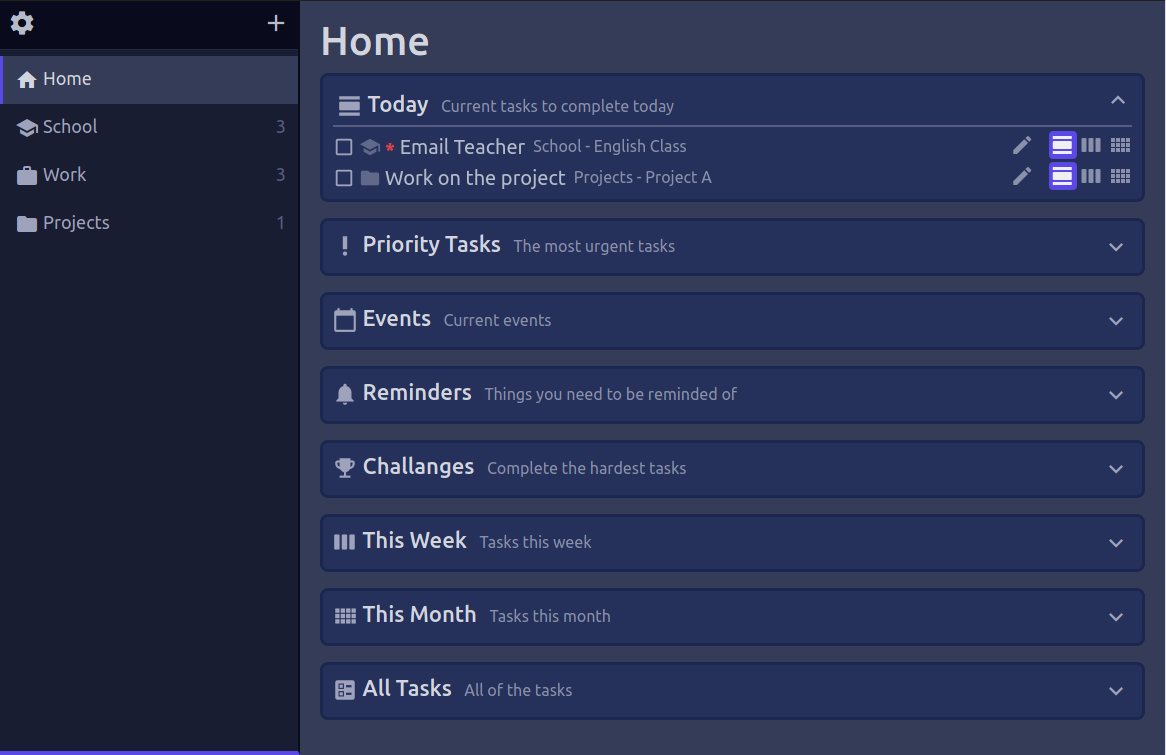 Home
School 3
Work 3
Projects 1
Home
Today Current tasks to complete today
* Email Teacher School - English Class
Work on the project Projects - Project A
Priority Tasks The most urgent tasks
Events Current events
Reminders Things you need to be reminded of
Challanges Complete the hardest tasks
This Week Tasks this week
This Month Tasks this month
All Tasks All of the tasks